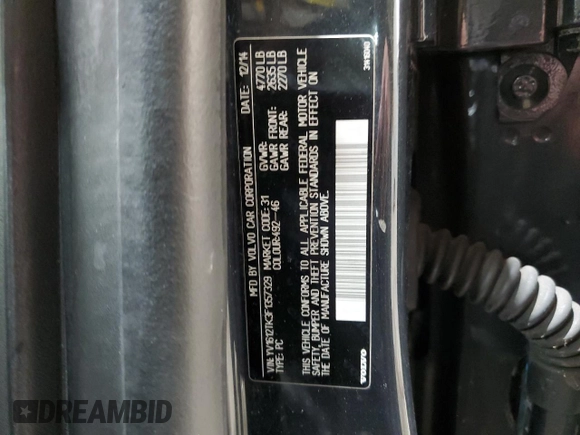 MFD BY VOLVO CAR CORPORATION DATE: 12/14
VIN: YV1612TK3F1357329 MARKET CODE: 31 GVWR: 4770 LB
TYPE: PC COLOUR: 492-46 GAWR FRONT: 2635 LB
GAWR REAR: 2270 LB
THIS VEHICLE CONFORMS TO ALL APPLICABLE FEDERAL MOTOR VEHICLE
SAFETY, BUMPER AND THEFT PREVENTION STANDARDS IN EFFECT ON
THE DATE OF MANUFACTURE SHOWN ABOVE.
VOLVO
DREAMBID